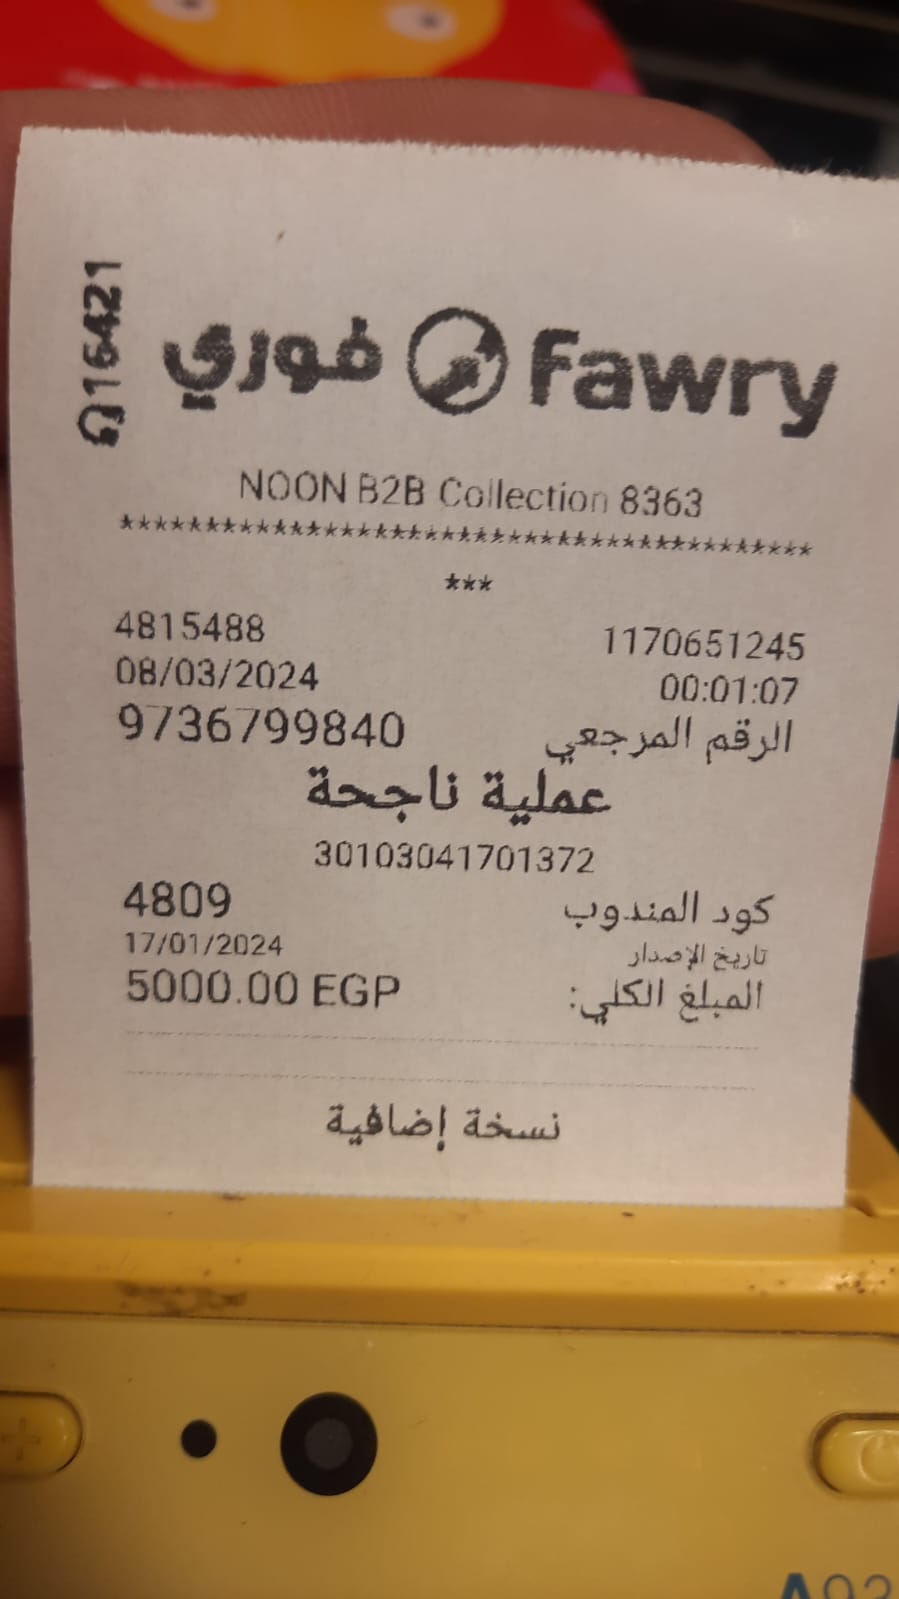 16421
فوري Fawry
NOON B2B Collection 8363
*****************************************
***
4815488 1170651245
08/03/2024 00:01:07
الرقم المرجعي 9736799840
عملية ناجحة
30103041701372
كود المندوب 4809
تاريخ الإصدار 17/01/2024
المبلغ الكلي: 5000.00 EGP
نسخة إضافية